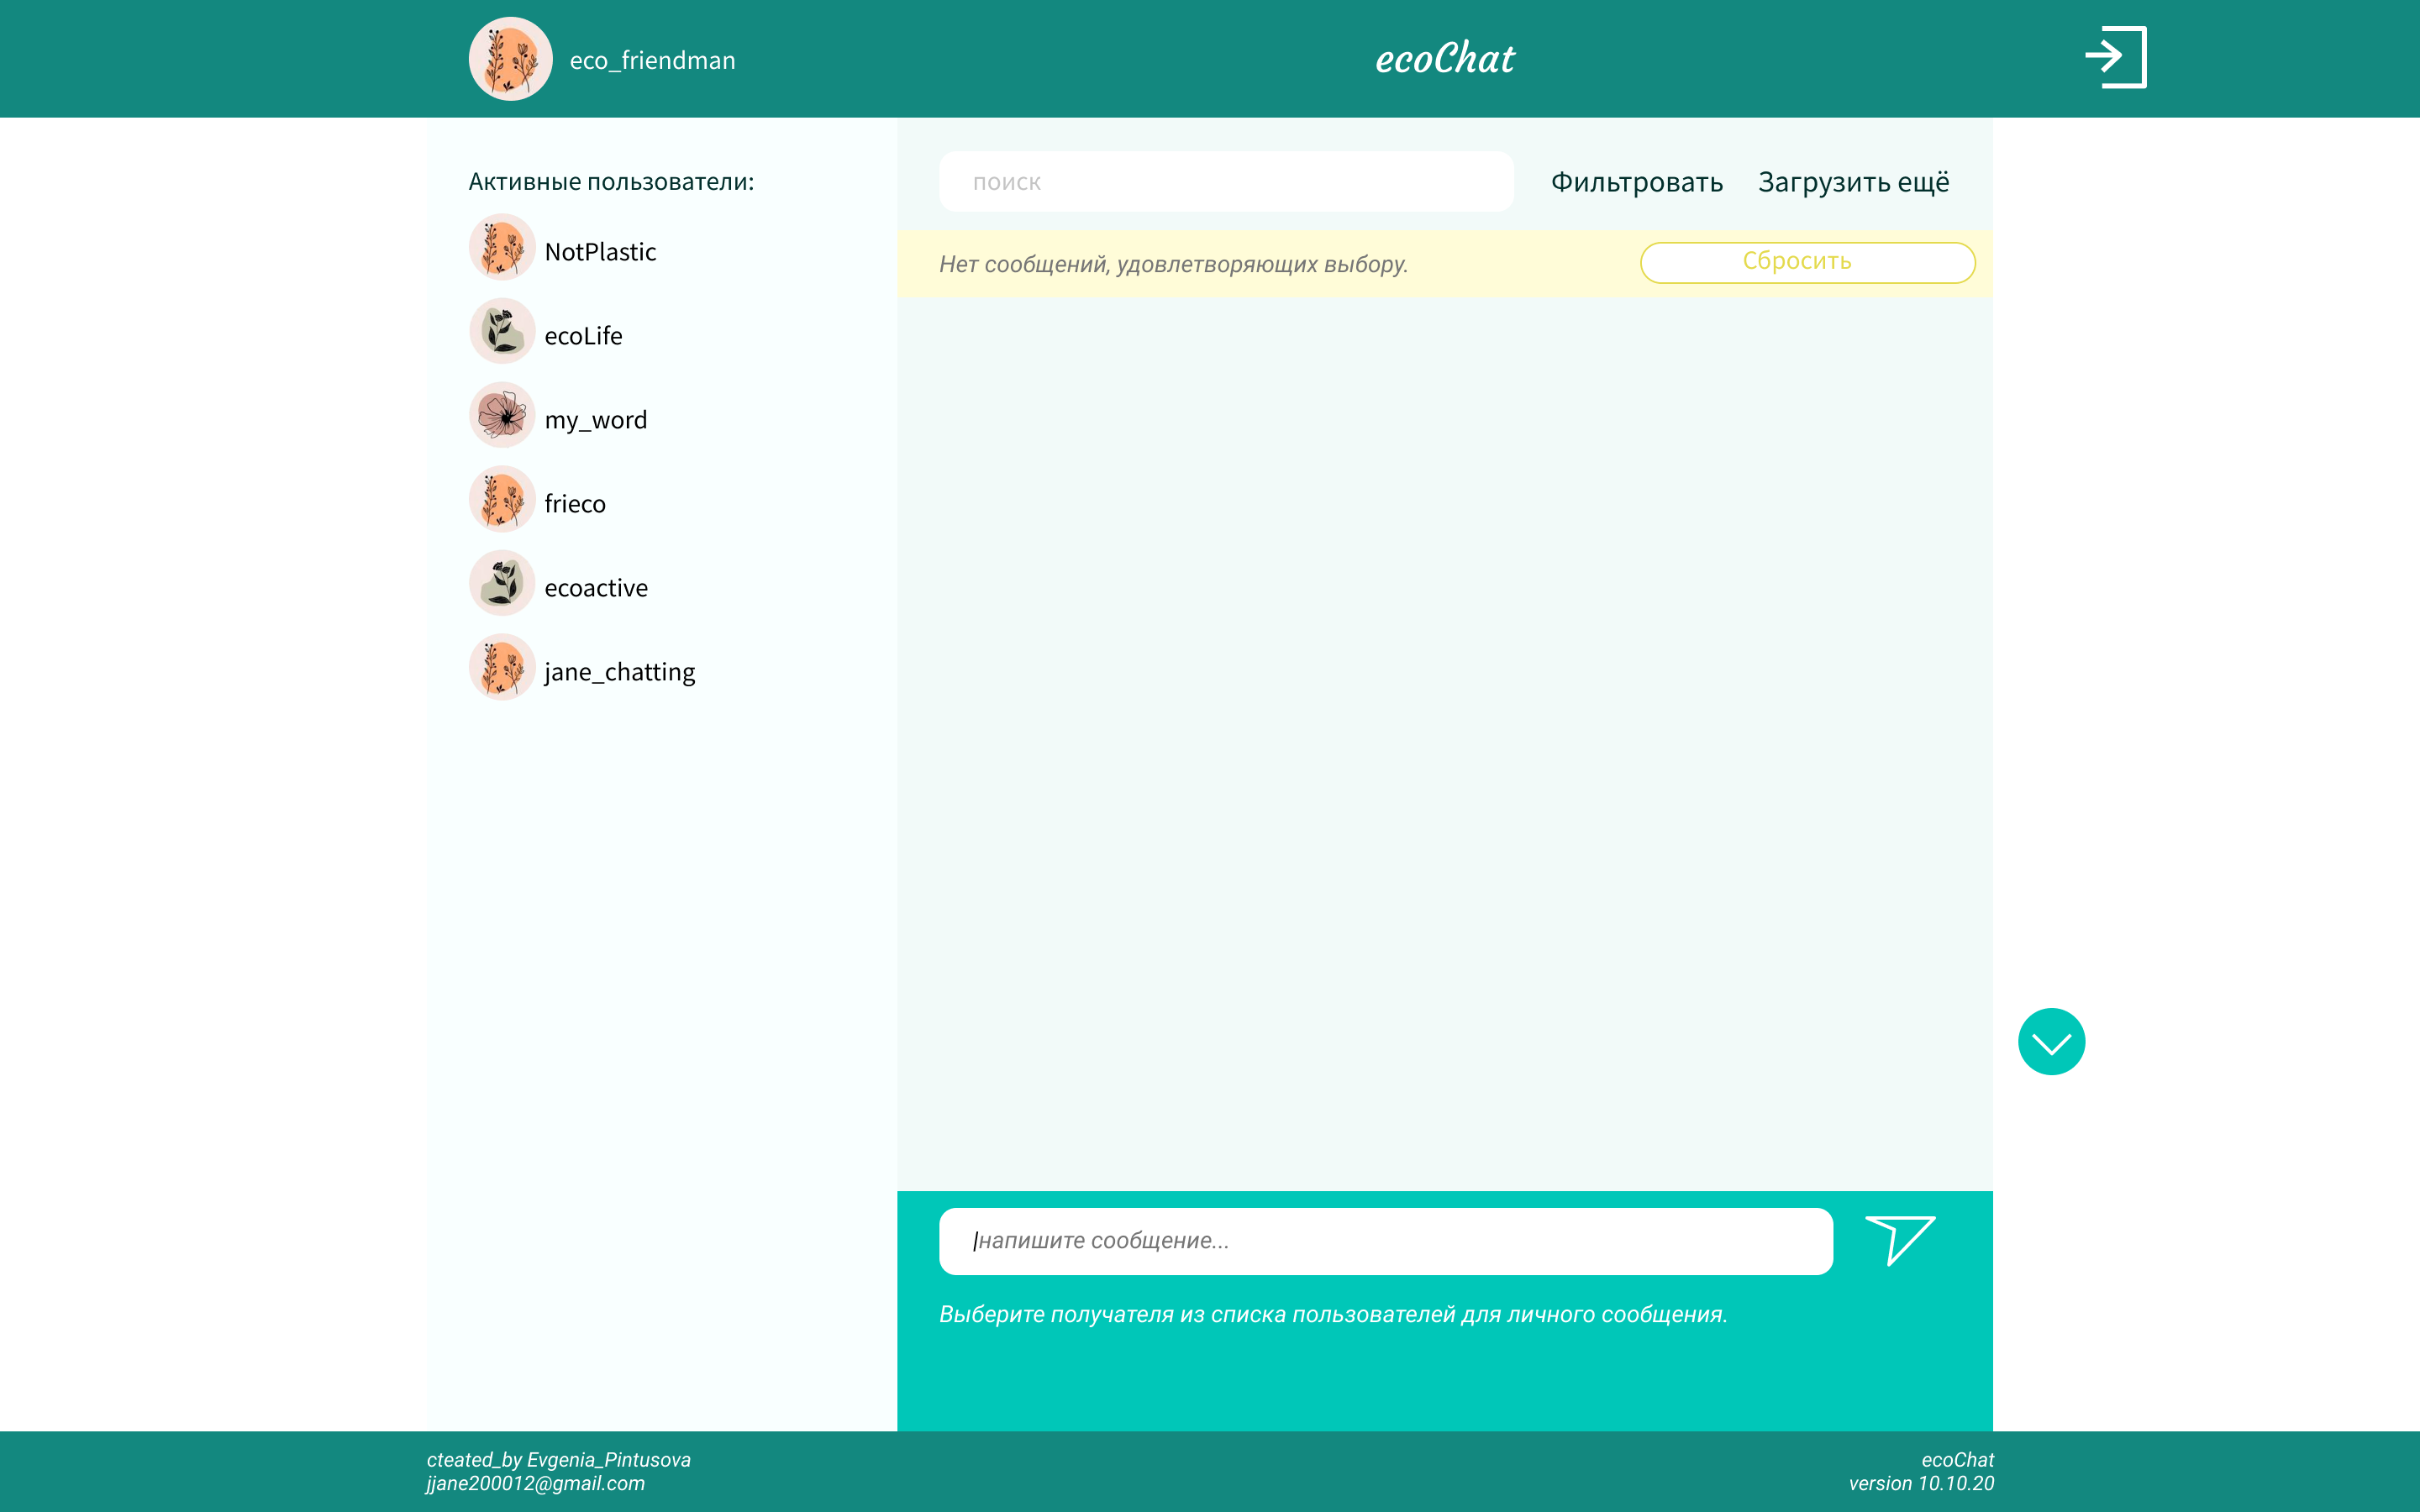 eco_friendman
ecoChat
Активные пользователи:
NotPlastic
ecoLife
my_word
frieco
ecoactive
jane_chatting
поиск
Фильтровать
Загрузить ещё
Нет сообщений, удовлетворяющих выбору.
Сбросить
напишите сообщение...
Выберите получателя из списка пользователей для личного сообщения.
cteated_by Evgenia_Pintusova
jjane200012@gmail.com
ecoChat
version 10.10.20